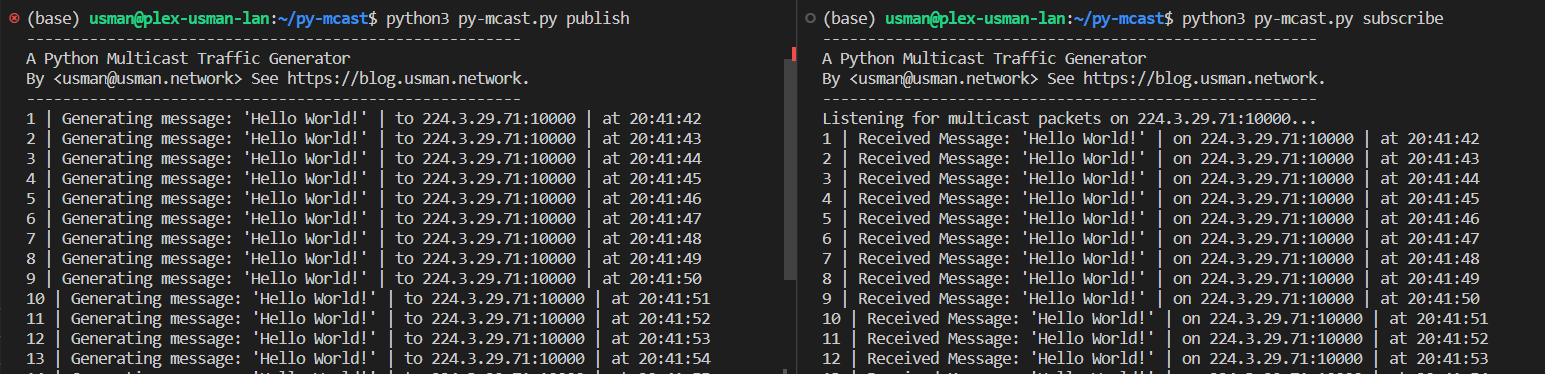 (base) usman@plex-usman-lan:~/py-mcast$ python3 py-mcast.py publish
-------------------------------------------------------
A Python Multicast Traffic Generator
By <usman@usman.network> See https://blog.usman.network.
-------------------------------------------------------
1 | Generating message: 'Hello World!' | to 224.3.29.71:10000 | at 20:41:42
2 | Generating message: 'Hello World!' | to 224.3.29.71:10000 | at 20:41:43
3 | Generating message: 'Hello World!' | to 224.3.29.71:10000 | at 20:41:44
4 | Generating message: 'Hello World!' | to 224.3.29.71:10000 | at 20:41:45
5 | Generating message: 'Hello World!' | to 224.3.29.71:10000 | at 20:41:46
6 | Generating message: 'Hello World!' | to 224.3.29.71:10000 | at 20:41:47
7 | Generating message: 'Hello World!' | to 224.3.29.71:10000 | at 20:41:48
8 | Generating message: 'Hello World!' | to 224.3.29.71:10000 | at 20:41:49
9 | Generating message: 'Hello World!' | to 224.3.29.71:10000 | at 20:41:50
10 | Generating message: 'Hello World!' | to 224.3.29.71:10000 | at 20:41:51
11 | Generating message: 'Hello World!' | to 224.3.29.71:10000 | at 20:41:52
12 | Generating message: 'Hello World!' | to 224.3.29.71:10000 | at 20:41:53
13 | Generating message: 'Hello World!' | to 224.3.29.71:10000 | at 20:41:54
(base) usman@plex-usman-lan:~/py-mcast$ python3 py-mcast.py subscribe
-------------------------------------------------------
A Python Multicast Traffic Generator
By <usman@usman.network> See https://blog.usman.network.
-------------------------------------------------------
Listening for multicast packets on 224.3.29.71:10000...
1 | Received Message: 'Hello World!' | on 224.3.29.71:10000 | at 20:41:42
2 | Received Message: 'Hello World!' | on 224.3.29.71:10000 | at 20:41:43
3 | Received Message: 'Hello World!' | on 224.3.29.71:10000 | at 20:41:44
4 | Received Message: 'Hello World!' | on 224.3.29.71:10000 | at 20:41:45
5 | Received Message: 'Hello World!' | on 224.3.29.71:10000 | at 20:41:46
6 | Received Message: 'Hello World!' | on 224.3.29.71:10000 | at 20:41:47
7 | Received Message: 'Hello World!' | on 224.3.29.71:10000 | at 20:41:48
8 | Received Message: 'Hello World!' | on 224.3.29.71:10000 | at 20:41:49
9 | Received Message: 'Hello World!' | on 224.3.29.71:10000 | at 20:41:50
10 | Received Message: 'Hello World!' | on 224.3.29.71:10000 | at 20:41:51
11 | Received Message: 'Hello World!' | on 224.3.29.71:10000 | at 20:41:52
12 | Received Message: 'Hello World!' | on 224.3.29.71:10000 | at 20:41:53